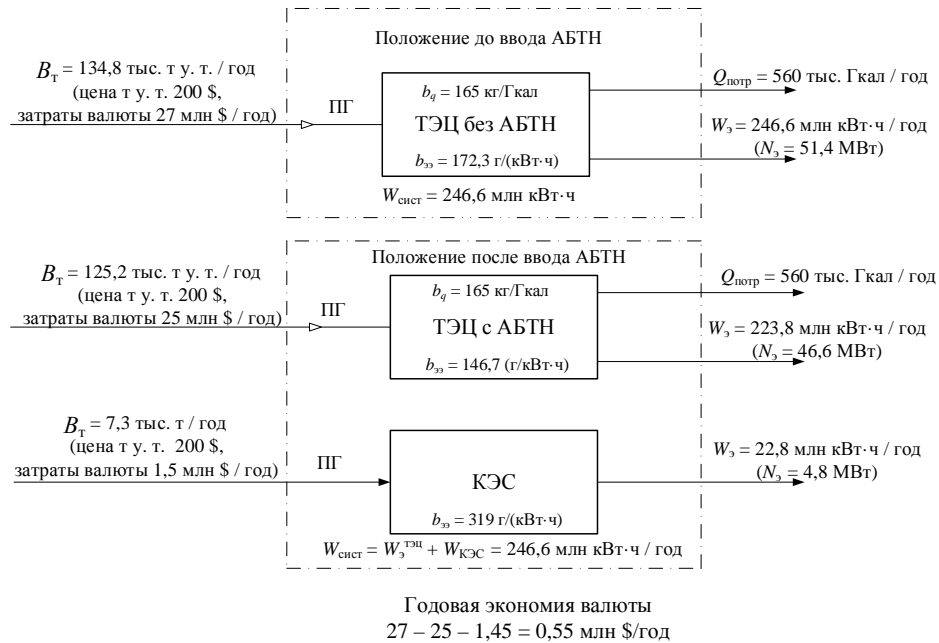 Положение до ввода АБТН
Bт = 134,8 тыс. т у. т. / год
(цена т у. т. 200 $,
затраты валюты 27 млн $ / год)
ПГ
bq = 165 кг/Гкал
ТЭЦ без АБТН
bээ = 172,3 г/(кВт·ч)
Wсист = 246,6 млн кВт·ч
Qпотр = 560 тыс. Гкал / год
Wэ = 246,6 млн кВт·ч / год
(Nэ = 51,4 МВт)
Положение после ввода АБТН
Bт = 125,2 тыс. т у. т. / год
(цена т у. т. 200 $,
затраты валюты 25 млн $ / год)
ПГ
bq = 165 кг/Гкал
ТЭЦ с АБТН
bээ = 146,7 (г/кВт·ч)
Qпотр = 560 тыс. Гкал / год
Wэ = 223,8 млн кВт·ч / год
(Nэ = 46,6 МВт)
Bт = 7,3 тыс. т / год
(цена т у. т. 200 $,
затраты валюты 1,5 млн $ / год)
ПГ
КЭС
bээ = 319 г/(кВт·ч)
Wэ = 22,8 млн кВт·ч / год
(Nэ = 4,8 МВт)
Wсист = Wэтэц + WКЭС = 246,6 млн кВт·ч / год
Годовая экономия валюты
27 – 25 – 1,45 = 0,55 млн $/год